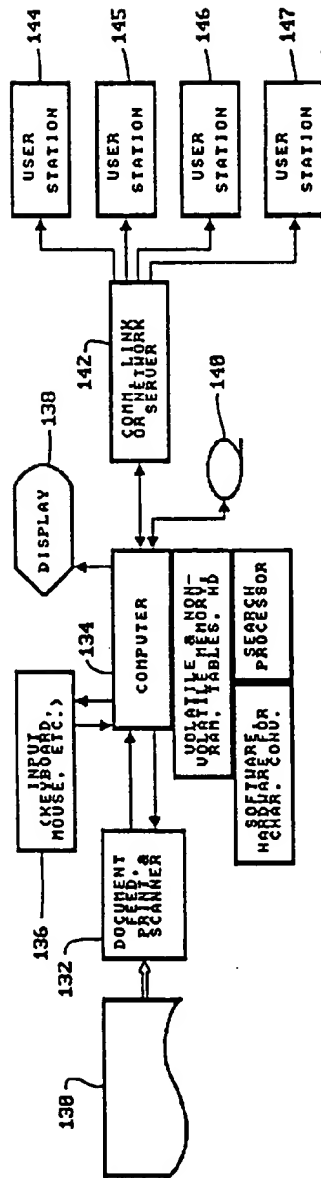 130
132
DOCUMENT
FEED,
PRINT &
SCANNER
136
INPUT
(KEYBOARD,
MOUSE, ETC.)
134
COMPUTER
VOLATILE & NON-
VOLATILE MEMORY,
RAM, TABLES, HD
SOFTWARE
HARDWARE FOR
CHAR. CONV.
SEARCH
PROCESSOR
138
DISPLAY
140
142
COMM. LINK
OR NETWORK
SERVER
144
USER
STATION
145
USER
STATION
146
USER
STATION
147
USER
STATION